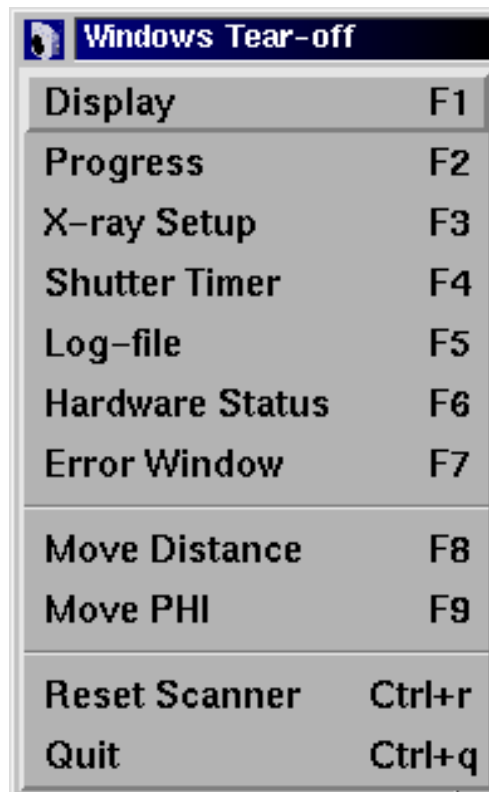 Windows Tear-off
Display F1
Progress F2
X-ray Setup F3
Shutter Timer F4
Log-file F5
Hardware Status F6
Error Window F7
Move Distance F8
Move PHI F9
Reset Scanner Ctrl+r
Quit Ctrl+q